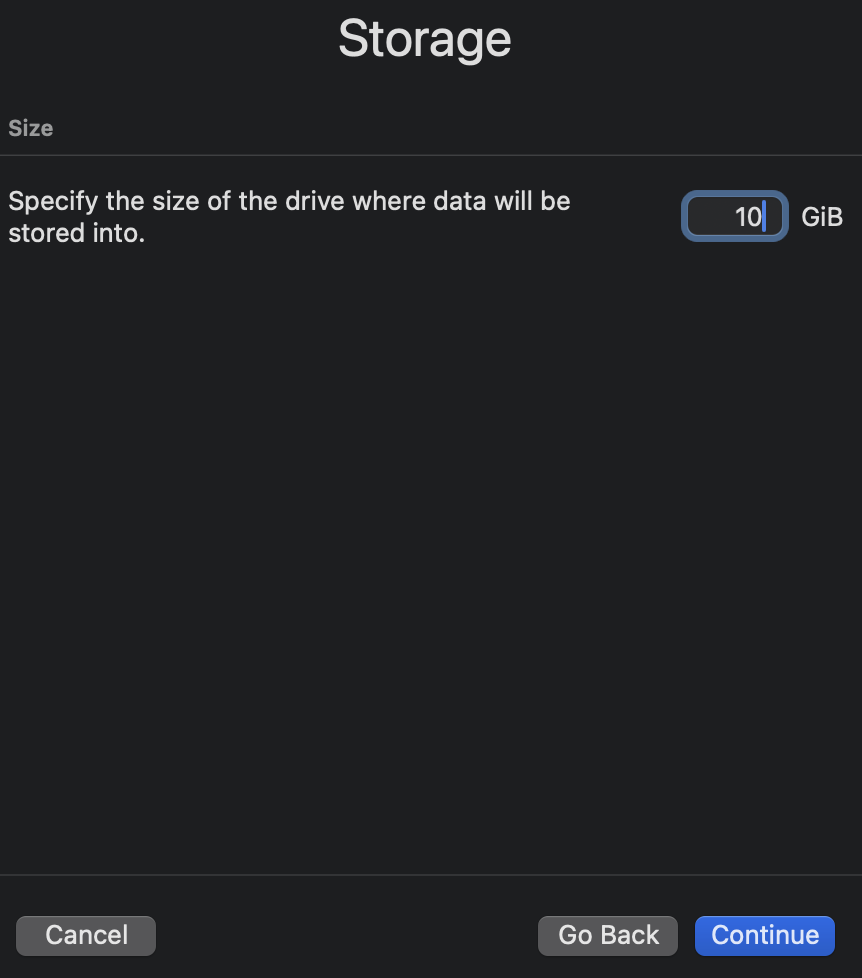 Storage
Size
Specify the size of the drive where data will be
stored into.
10 GiB
Cancel
Go Back
Continue